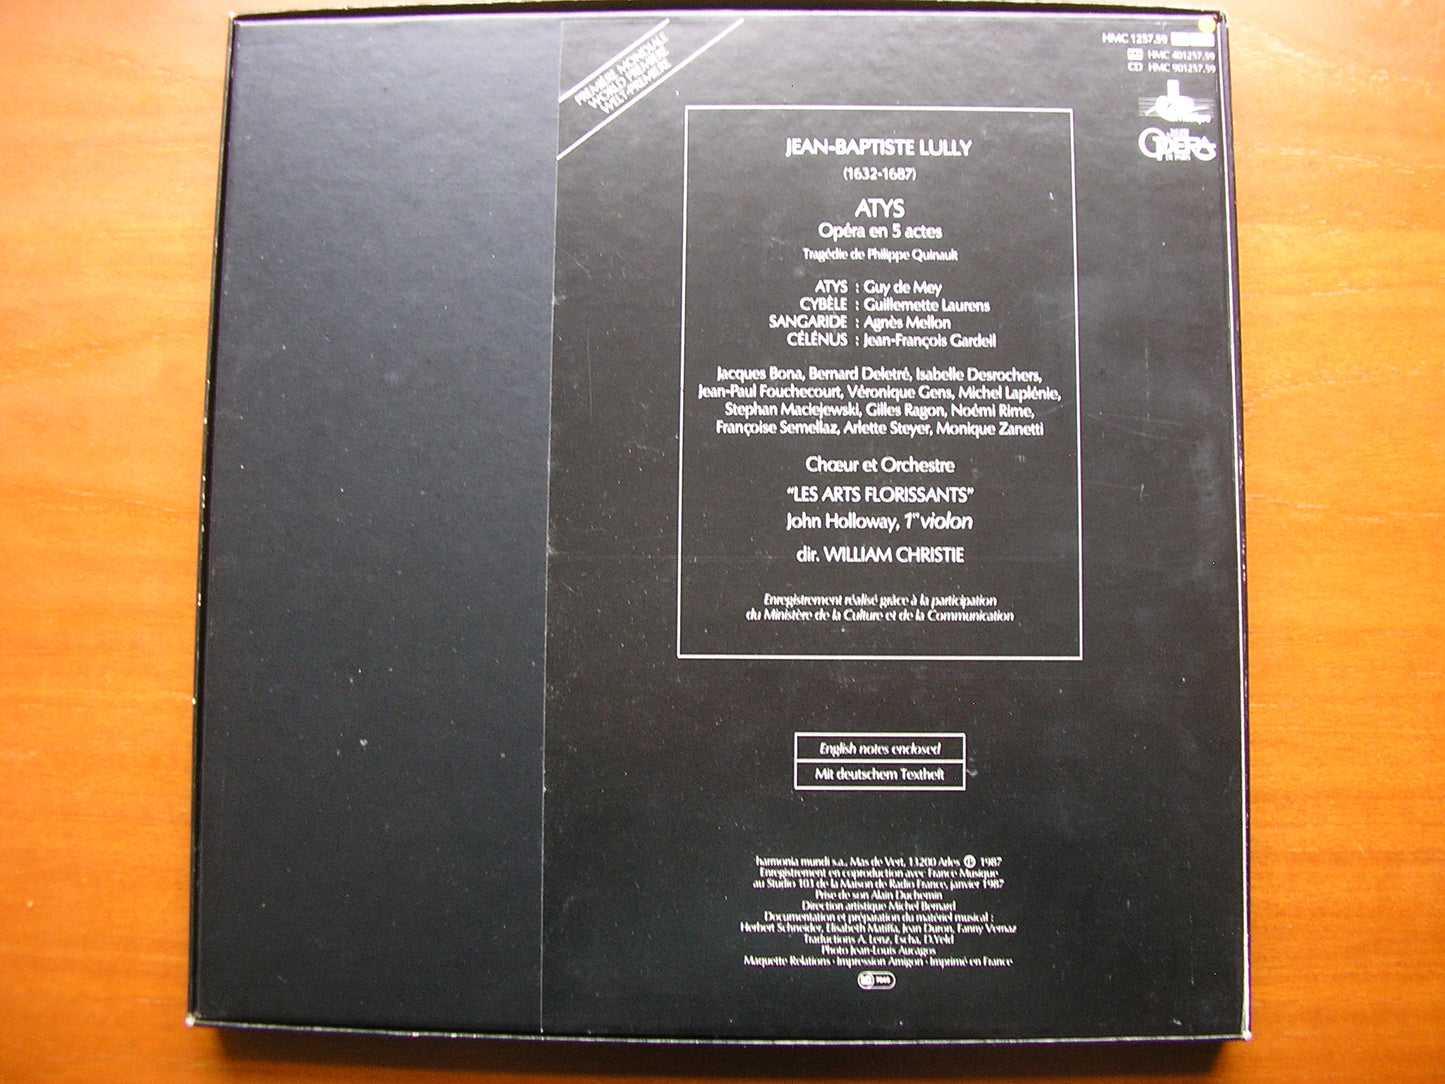 PREMIÈRE MONDIALE
WORLD PREMIERE
WELT-PREMIERE
HMC 1257.59
HMC 401257.59
CD HMC 901257.59
OPÉRA
DE PARIS
JEAN-BAPTISTE LULLY
(1632-1687)
ATYS
Opéra en 5 actes
Tragédie de Philippe Quinault
ATYS : Guy de Mey
CYBÈLE : Guillemette Laurens
SANGARIDE : Agnès Mellon
CÉLÉNUS : Jean-François Gardeil
Jacques Bona, Bernard Deletré, Isabelle Desrochers,
Jean-Paul Fouchecourt, Véronique Gens, Michel Laplénie,
Stephan Maciejewski, Gilles Ragon, Noémi Rime,
Françoise Semellaz, Arlette Steyer, Monique Zanetti
Chœur et Orchestre
“LES ARTS FLORISSANTS”
John Holloway, 1er violon
dir. WILLIAM CHRISTIE
Enregistrement réalisé grâce à la participation
du Ministère de la Culture et de la Communication
English notes enclosed
Mit deutschem Textheft
harmonia mundi s.a., Mas de Vert, 13200 Arles 1987
Enregistrement en coproduction avec France Musique
au Studio 103 de la Maison de Radio France, janvier 1987
Prise de son Alain Duchemin
Direction artistique Michel Bernard
Documentation et préparation du matériel musical :
Herbert Schneider, Elisabeth Matiffa, Jean Duron, Fanny Vernaz
Traductions A. Lenz, Escha, D.Yeld
Photo Jean-Louis Aucagos
Maquette Relations · Impression Amigon · Imprimé en France